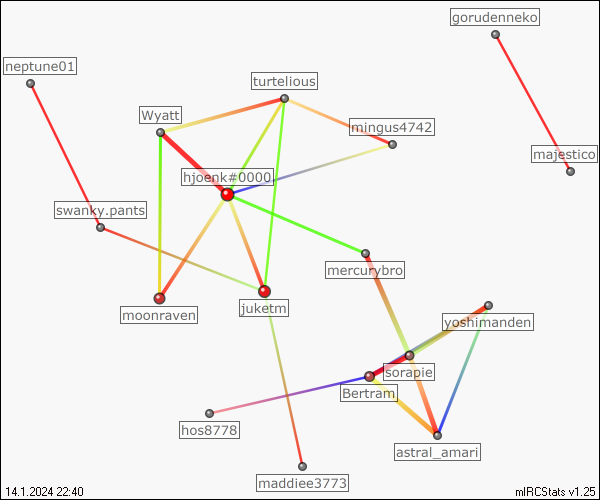 gorudenneko
neptune01
turtelious
Wyatt
mingus4742
majestico
hjoenk#0000
swanky.pants
mercurybro
moonraven
juketm
yoshimanden
sorapie
Bertram
hos8778
astral_amari
maddiee3773
14.1.2024 22:40
mIRCStats v1.25